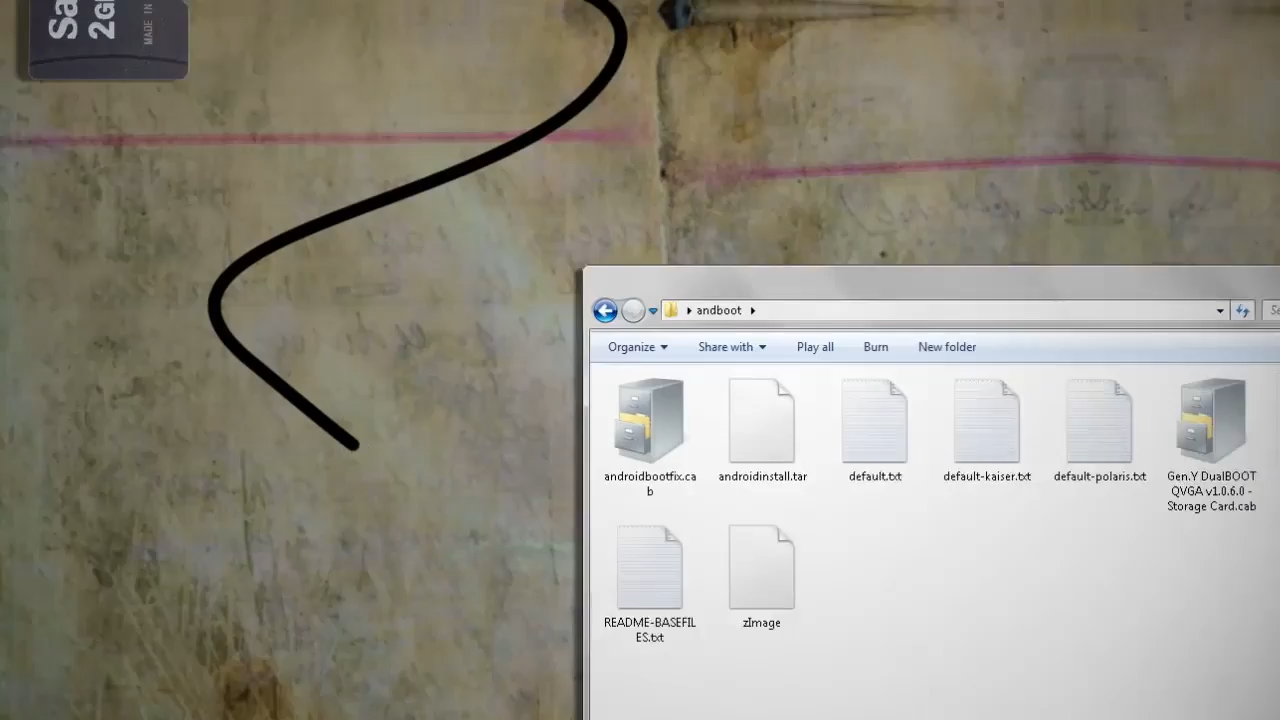 Sa
2G
MADE IN
andboot
Organize
Share with
Play all
Burn
New folder
androidbootfix.ca
b
androidinstall.tar
default.txt
default-kaiser.txt
default-polaris.txt
Gen.Y DualBOOT
QVGA v1.0.6.0 -
Storage Card.cab
README-BASEFIL
ES.txt
zImage